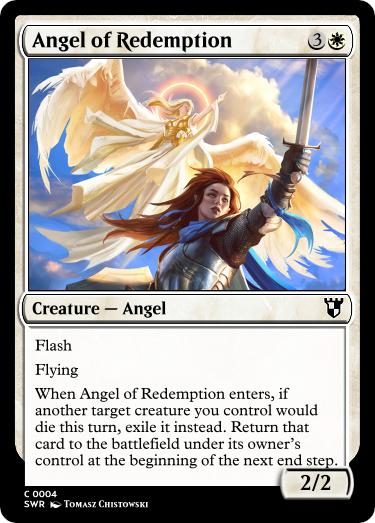 Angel of Redemption 3
Creature — Angel
Flash
Flying
When Angel of Redemption enters, if
another target creature you control would
die this turn, exile it instead. Return that
card to the battlefield under its owner's
control at the beginning of the next end step.
2/2
C 0004
SWR Tomasz Chistowski